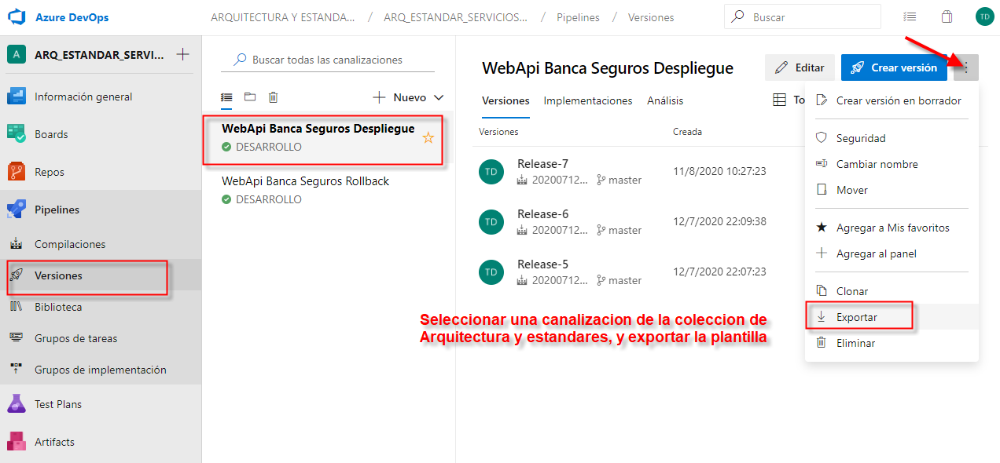 Azure DevOps
ARQUITECTURA Y ESTANDA... / ARQ_ESTANDAR_SERVICIOS... / Pipelines / Versiones
Buscar
TD
A
ARQ_ESTANDAR_SERVI...
Información general
Boards
Repos
Pipelines
Compilaciones
Versiones
Biblioteca
Grupos de tareas
Grupos de implementación
Test Plans
Artifacts
Buscar todas las canalizaciones
Nuevo
WebApi Banca Seguros Despliegue
DESARROLLO
WebApi Banca Seguros Rollback
DESARROLLO
WebApi Banca Seguros Despliegue
Editar
Crear versión
Versiones Implementaciones Análisis
To
Versiones Creada
TD
Release-7
20200712... master
11/8/2020 10:27:23
TD
Release-6
20200712... master
12/7/2020 22:09:38
TD
Release-5
20200712... master
12/7/2020 22:07:23
Seleccionar una canalizacion de la coleccion de
Arquitectura y estandares, y exportar la plantilla
Crear versión en borrador
Seguridad
Cambiar nombre
Mover
Agregar a Mis favoritos
Agregar al panel
Clonar
Exportar
Eliminar